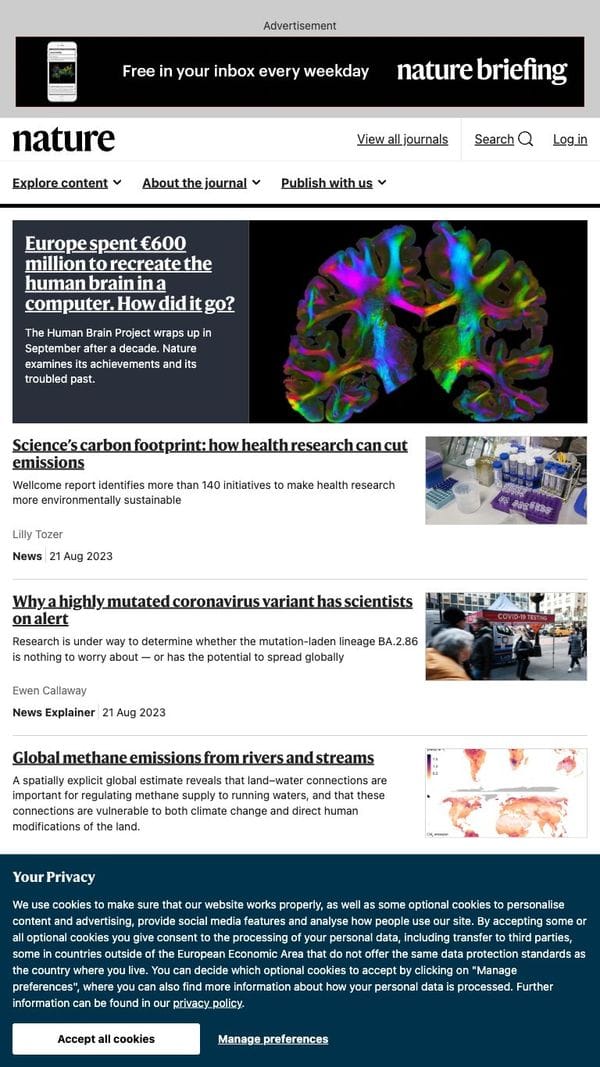 Advertisement
Free in your inbox every weekday
nature briefing
nature
View all journals
Search
Log in
Explore content
About the journal
Publish with us
Europe spent €600
million to recreate the
human brain in a
computer. How did it go?
The Human Brain Project wraps up in
September after a decade. Nature
examines its achievements and its
troubled past.
Science's carbon footprint: how health research can cut
emissions
Wellcome report identifies more than 140 initiatives to make health research
more environmentally sustainable
Lilly Tozer
News 21 Aug 2023
Why a highly mutated coronavirus variant has scientists
on alert
Research is under way to determine whether the mutation-laden lineage BA.2.86
is nothing to worry about — or has the potential to spread globally
COVID-19 TESTING
Ewen Callaway
News Explainer 21 Aug 2023
Global methane emissions from rivers and streams
A spatially explicit global estimate reveals that land–water connections are
important for regulating methane supply to running waters, and that these
connections are vulnerable to both climate change and direct human
modifications of the land.
Your Privacy
We use cookies to make sure that our website works properly, as well as some optional cookies to personalise
content and advertising, provide social media features and analyse how people use our site. By accepting some or
all optional cookies you give consent to the processing of your personal data, including transfer to third parties,
some in countries outside of the European Economic Area that do not offer the same data protection standards as
the country where you live. You can decide which optional cookies to accept by clicking on "Manage
preferences", where you can also find more information about how your personal data is processed. Further
information can be found in our privacy policy.
Accept all cookies
Manage preferences